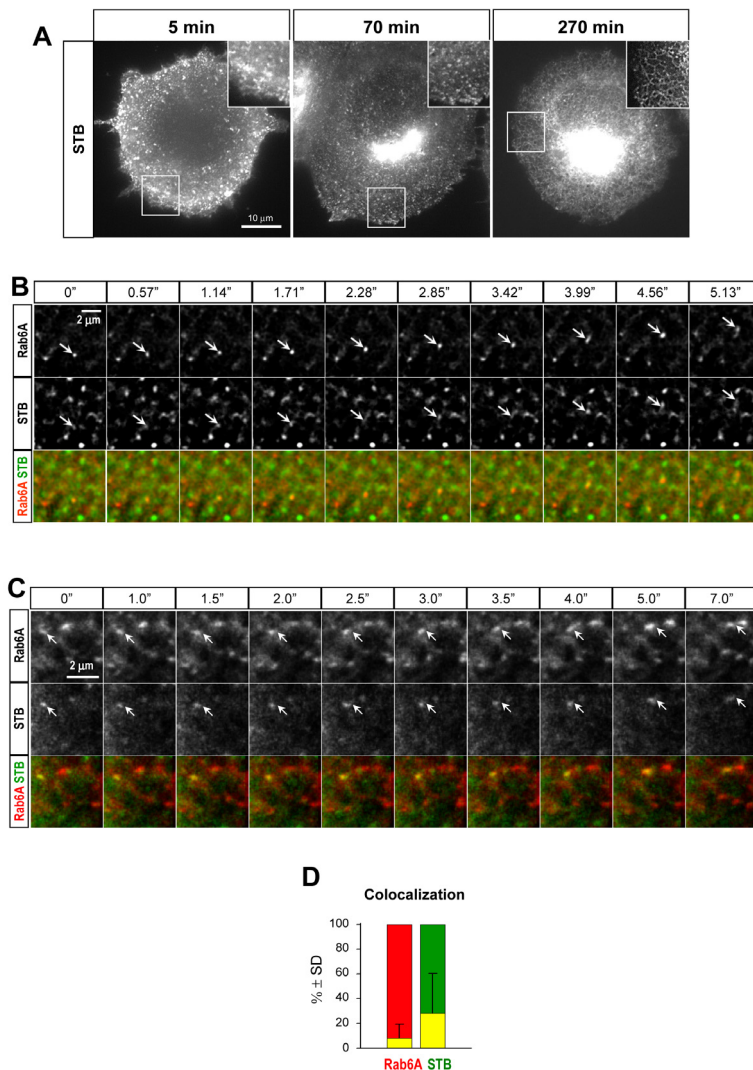 A
5 min
70 min
270 min
STB
10 μm
B
0” 0.57” 1.14” 1.71” 2.28” 2.85” 3.42” 3.99” 4.56” 5.13”
Rab6A
2 μm
STB
Rab6A STB
C
0” 1.0” 1.5” 2.0” 2.5” 3.0” 3.5” 4.0” 5.0” 7.0”
Rab6A
2 μm
STB
Rab6A STB
D
Colocalization
% ± SD
100
80
60
40
20
0
Rab6A STB